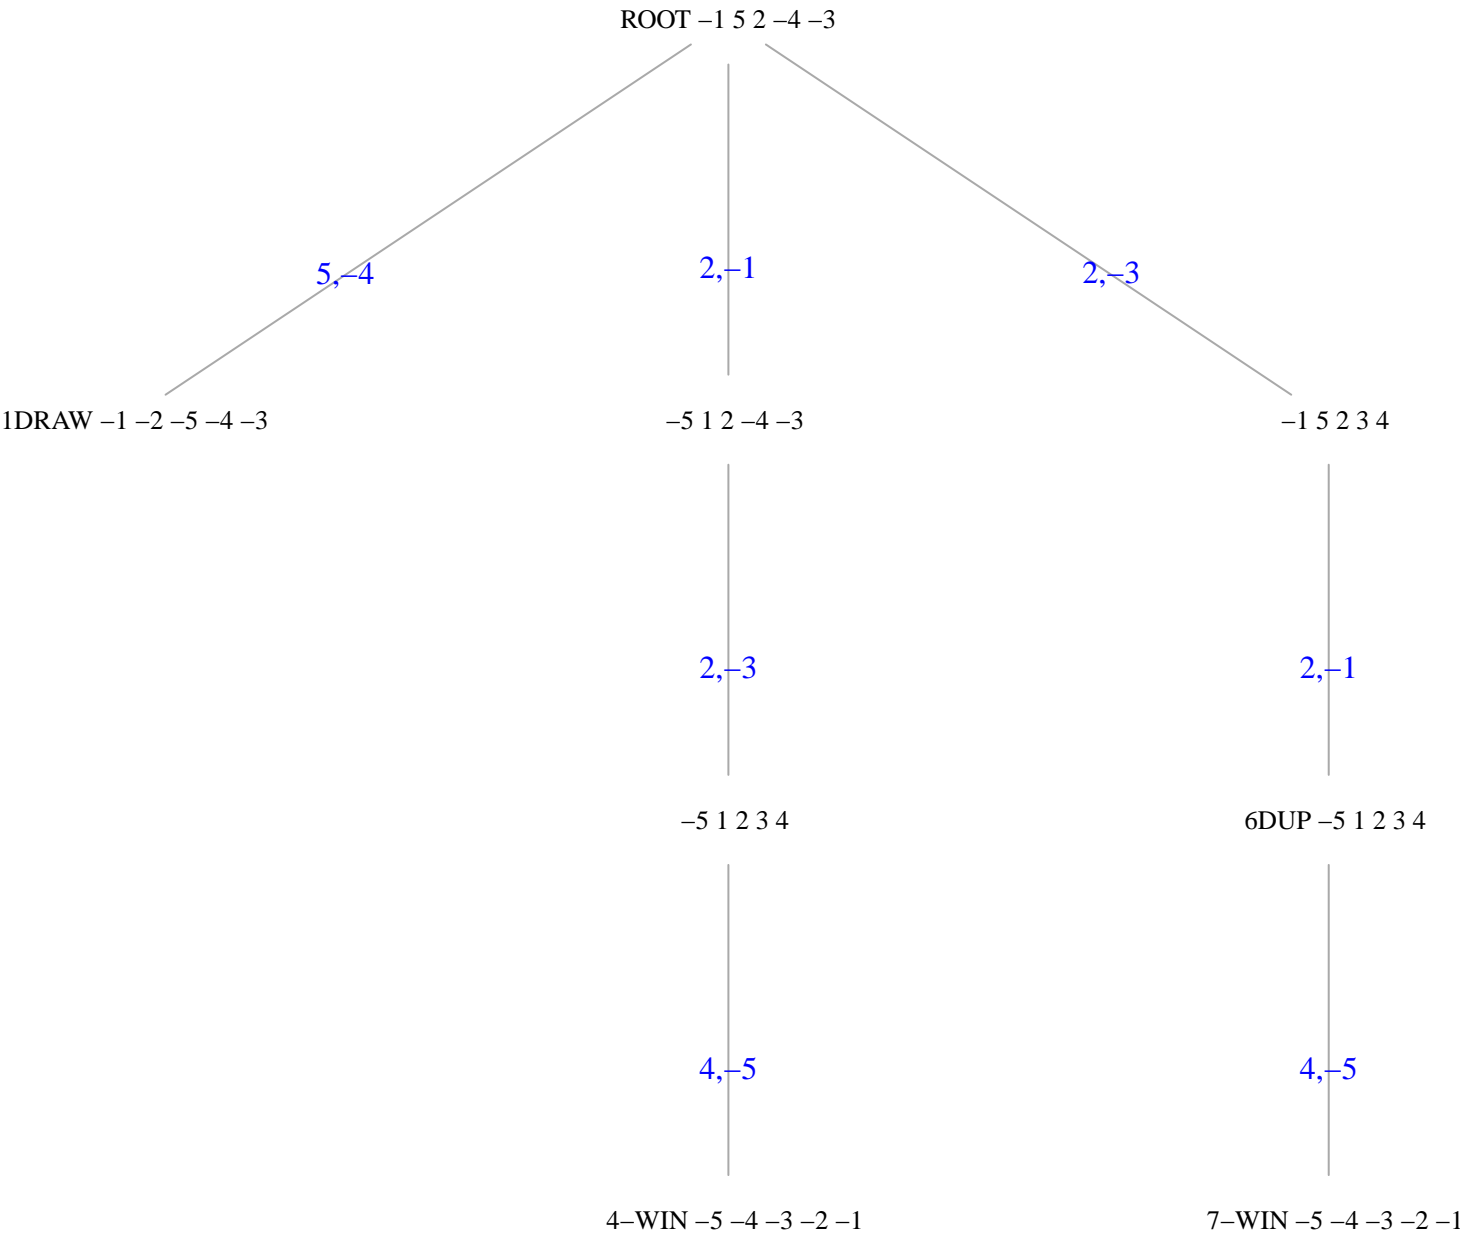 ROOT –1 5 2 –4 –3
5,–4
2,–1
2,–3
1DRAW –1 –2 –5 –4 –3
–5 1 2 –4 –3
–1 5 2 3 4
2,–3
2,–1
–5 1 2 3 4
6DUP –5 1 2 3 4
4,–5
4,–5
4–WIN –5 –4 –3 –2 –1
7–WIN –5 –4 –3 –2 –1